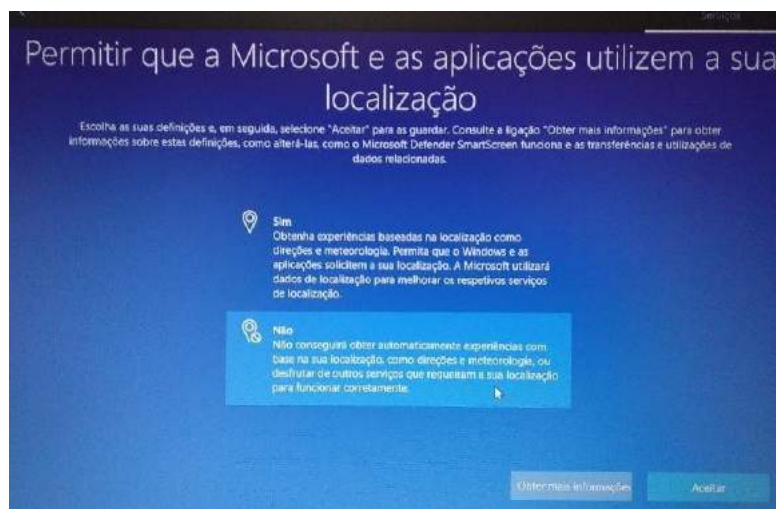 Serviços
Permitir que a Microsoft e as aplicações utilizem a sua
localização
Escolha as suas definições e, em seguida, selecione "Aceitar" para as guardar. Consulte a ligação "Obter mais informações" para obter
informações sobre estas definições, como alterá-las, como o Microsoft Defender SmartScreen funciona e as transferências e utilizações de
dados relacionadas.
Sim
Obtenha experiências baseadas na localização como
direções e meteorologia. Permita que o Windows e as
aplicações solicitem a sua localização. A Microsoft utilizará
dados de localização para melhorar os respetivos serviços
de localização.
Não
Não conseguirá obter automaticamente experiências com
base na sua localização, como direções e meteorologia, ou
desfrutar de outros serviços que requeiram a sua localização
para funcionar corretamente.
Obter mais informações
Aceitar